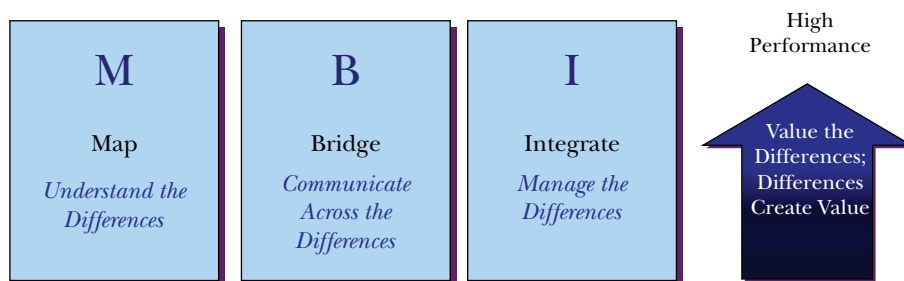 M
Map
Understand the
Differences
B
Bridge
Communicate
Across the
Differences
I
Integrate
Manage the
Differences
High
Performance
Value the
Differences;
Differences
Create Value